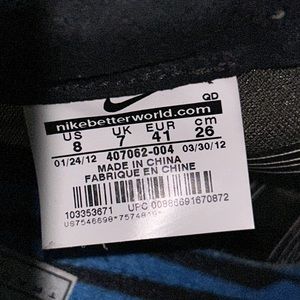 QD
nikebetterworld.com
US UK EUR cm
8 7 41 26
01/24/12 407062-004 03/30/12
MADE IN CHINA
FABRIQUE EN CHINE
103353671 UPC 00886691670872